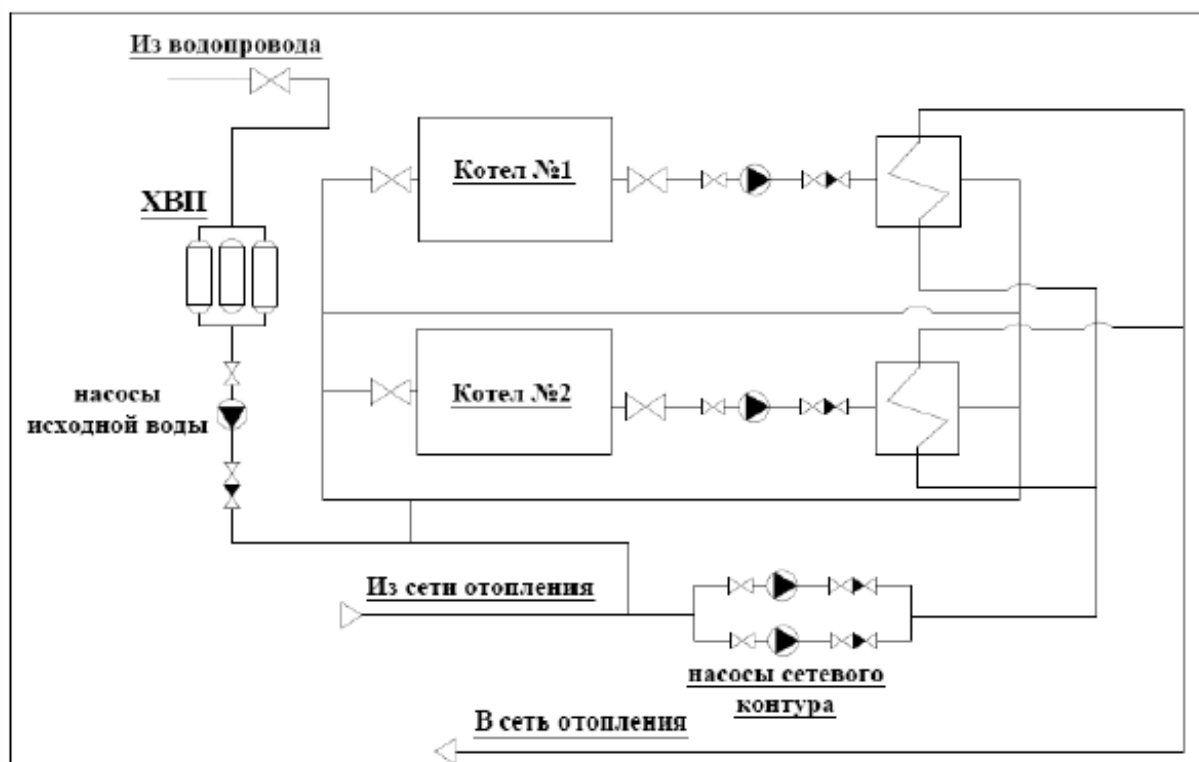 Из водопровода
Котел №1
ХВП
Котел №2
насосы
исходной воды
Из сети отопления
насосы сетевого
контура
В сеть отопления